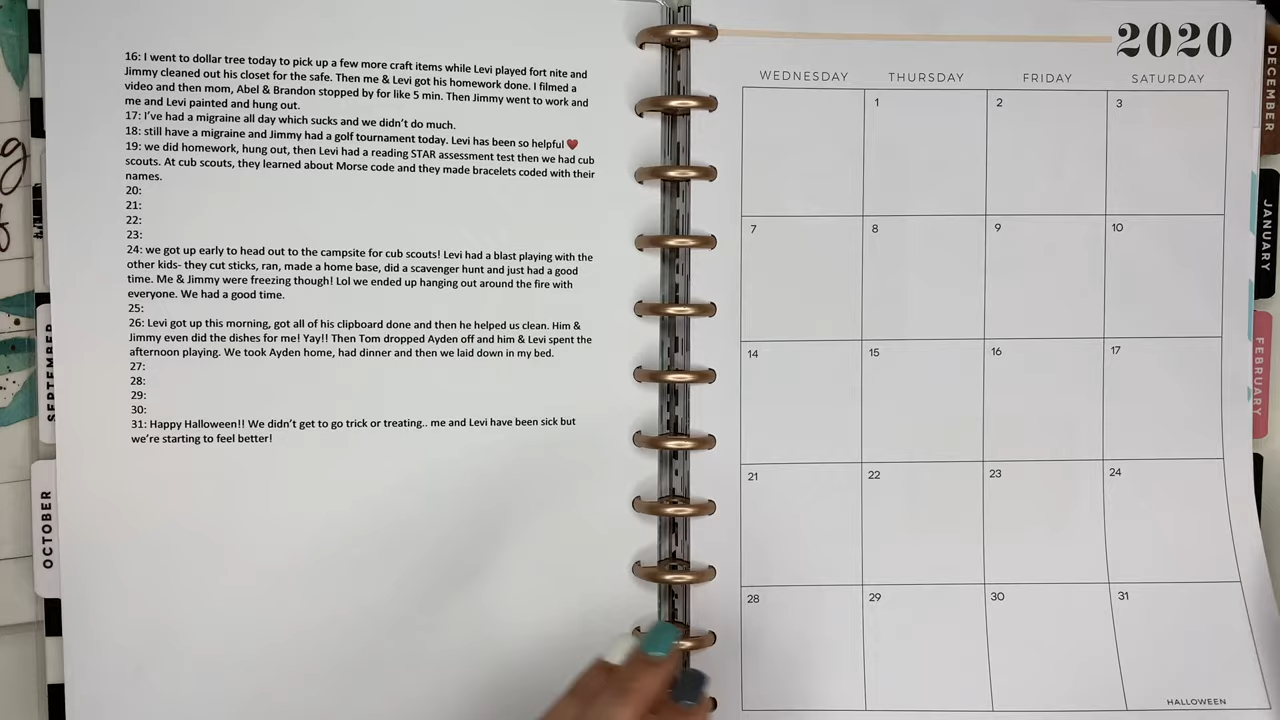 16: I went to dollar tree today to pick up a few more craft items while Levi played fort nite and
Jimmy cleaned out his closet for the safe. Then me & Levi got his homework done. I filmed a
video and then mom, Abel & Brandon stopped by for like 5 min. Then Jimmy went to work and
me and Levi painted and hung out.
17: I've had a migraine all day which sucks and we didn't do much.
18: still have a migraine and Jimmy had a golf tournament today. Levi has been so helpful ❤️
19: we did homework, hung out, then Levi had a reading STAR assessment test then we had cub
scouts. At cub scouts, they learned about Morse code and they made bracelets coded with their
names.
20:
21:
22:
23:
24: we got up early to head out to the campsite for cub scouts! Levi had a blast playing with the
other kids- they cut sticks, ran, made a home base, did a scavenger hunt and just had a good
time. Me & Jimmy were freezing though! Lol we ended up hanging out around the fire with
everyone. We had a good time.
25:
26: Levi got up this morning, got all of his clipboard done and then he helped us clean. Him &
Jimmy even did the dishes for me! Yay!! Then Tom dropped Ayden off and him & Levi spent the
afternoon playing. We took Ayden home, had dinner and then we laid down in my bed.
27:
28:
29:
30:
31: Happy Halloween!! We didn't get to go trick or treating.. me and Levi have been sick but
we're starting to feel better!
SEPTEMBER
OCTOBER
2020
WEDNESDAY THURSDAY FRIDAY SATURDAY
1 2 3
7 8 9 10
14 15 16 17
21 22 23 24
28 29 30 31
HALLOWEEN
DECEMBER
JANUARY
FEBRUARY